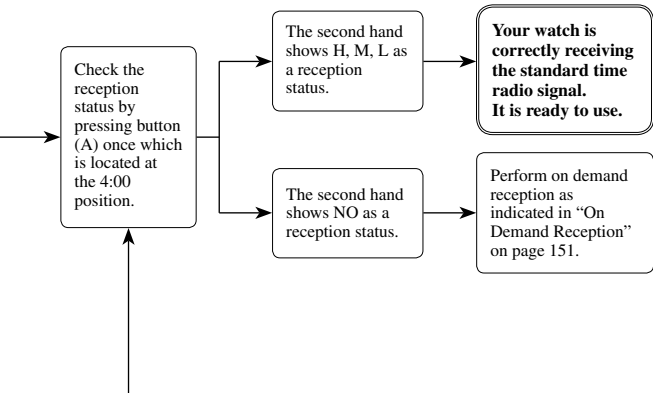 Check the
reception
status by
pressing button
(A) once which
is located at
the 4:00
position.
The second hand
shows H, M, L as
a reception
status.
Your watch is
correctly receiving
the standard time
radio signal.
It is ready to use.
The second hand
shows NO as a
reception status.
Perform on demand
reception as
indicated in “On
Demand Reception”
on page 151.